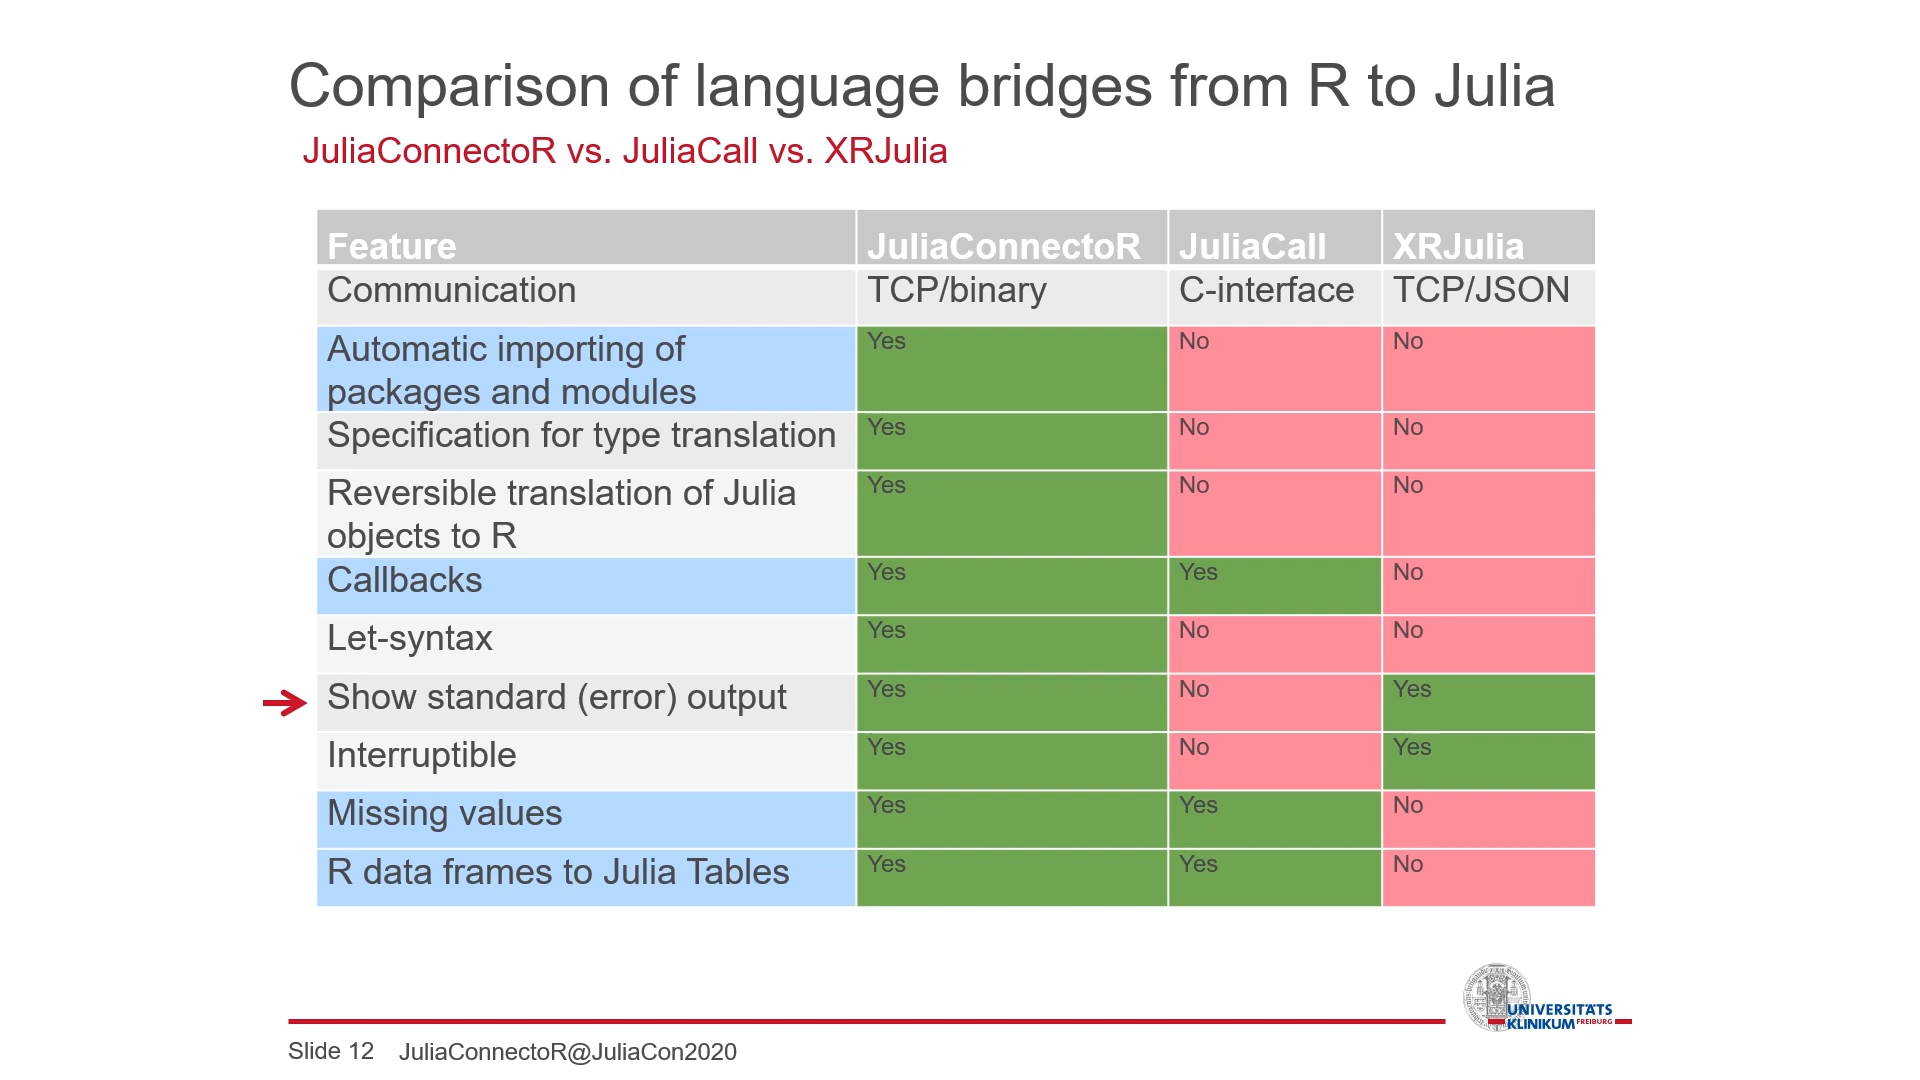 Comparison of language bridges from R to Julia
JuliaConnectoR vs. JuliaCall vs. XRJulia
Feature JuliaConnectoR JuliaCall XRJulia
Communication TCP/binary C-interface TCP/JSON
Automatic importing of Yes No No
packages and modules
Specification for type translation Yes No No
Reversible translation of Julia Yes No No
objects to R
Callbacks Yes Yes No
Let-syntax Yes No No
Show standard (error) output Yes No Yes
Interruptible Yes No Yes
Missing values Yes Yes No
R data frames to Julia Tables Yes Yes No
UNIVERSITÄTS
KLINIKUM FREIBURG
Slide 12 JuliaConnectoR@JuliaCon2020